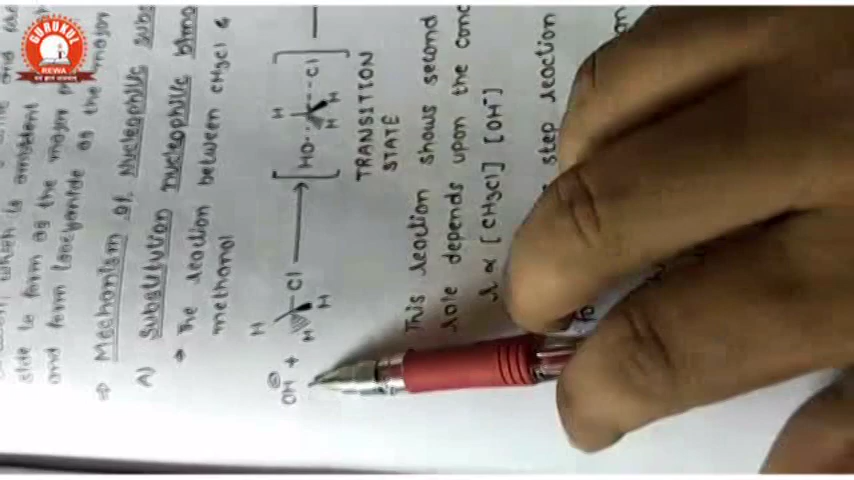 GURUKUL
REWA
side to form as the major
and form isocyanide as the major
⇒ Mechanism of Nucleophilic subs
A) Substitution nucleophilic bimo
→ The reaction between CH3Cl &
methanol
OH⊖ + H H H Cl ⟶ [HO···H H H···Cl] —
TRANSITION
STATE
This reaction shows second
rate depends upon the conc
r ∝ [CH3Cl] [OH⁻]
step reaction